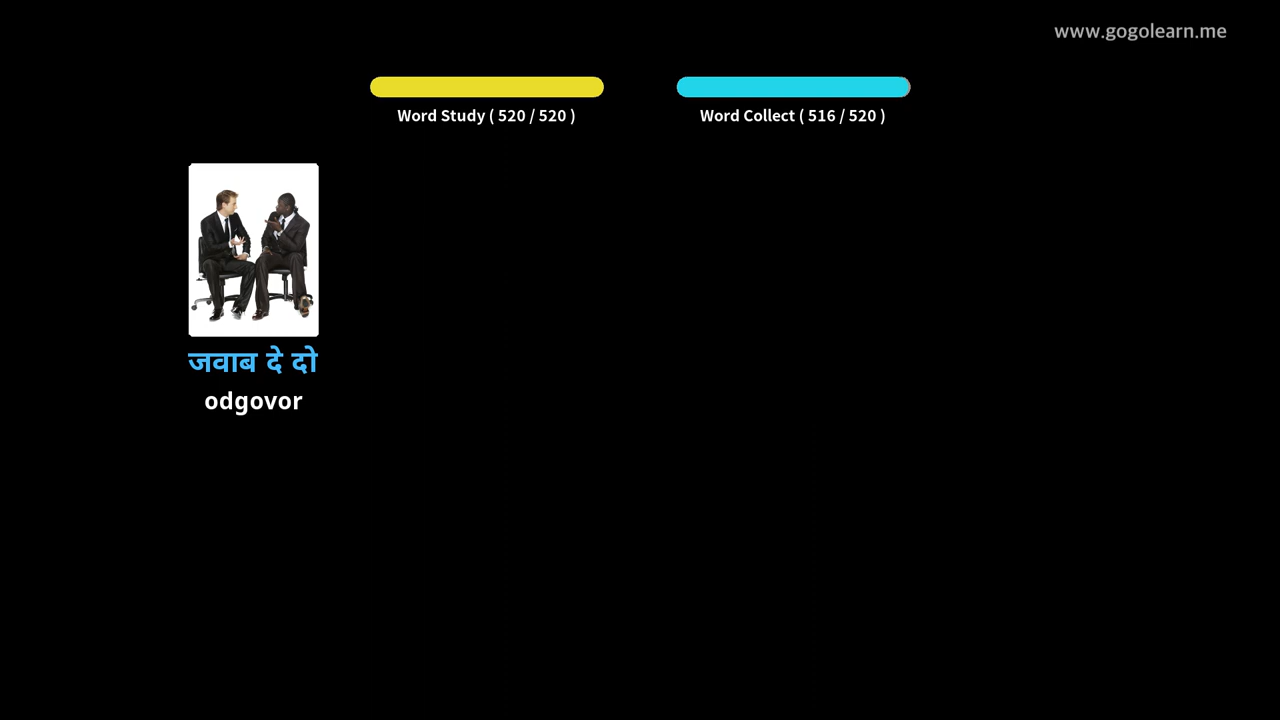 www.gogolearn.me
Word Study ( 520 / 520 )
Word Collect ( 516 / 520 )
जवाब दे दो
odgovor